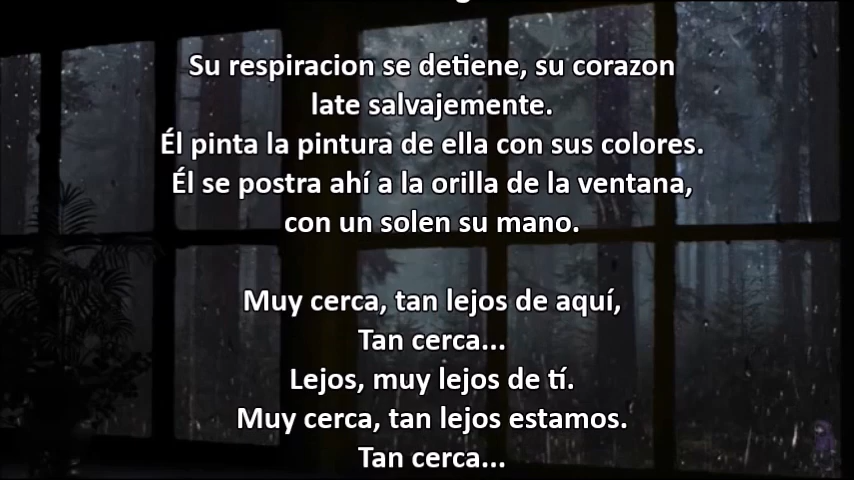 Su respiracion se detiene, su corazon
late salvajemente.
Él pinta la pintura de ella con sus colores.
Él se postra ahí a la orilla de la ventana,
con un solen su mano.
Muy cerca, tan lejos de aquí,
Tan cerca...
Lejos, muy lejos de tí.
Muy cerca, tan lejos estamos.
Tan cerca...